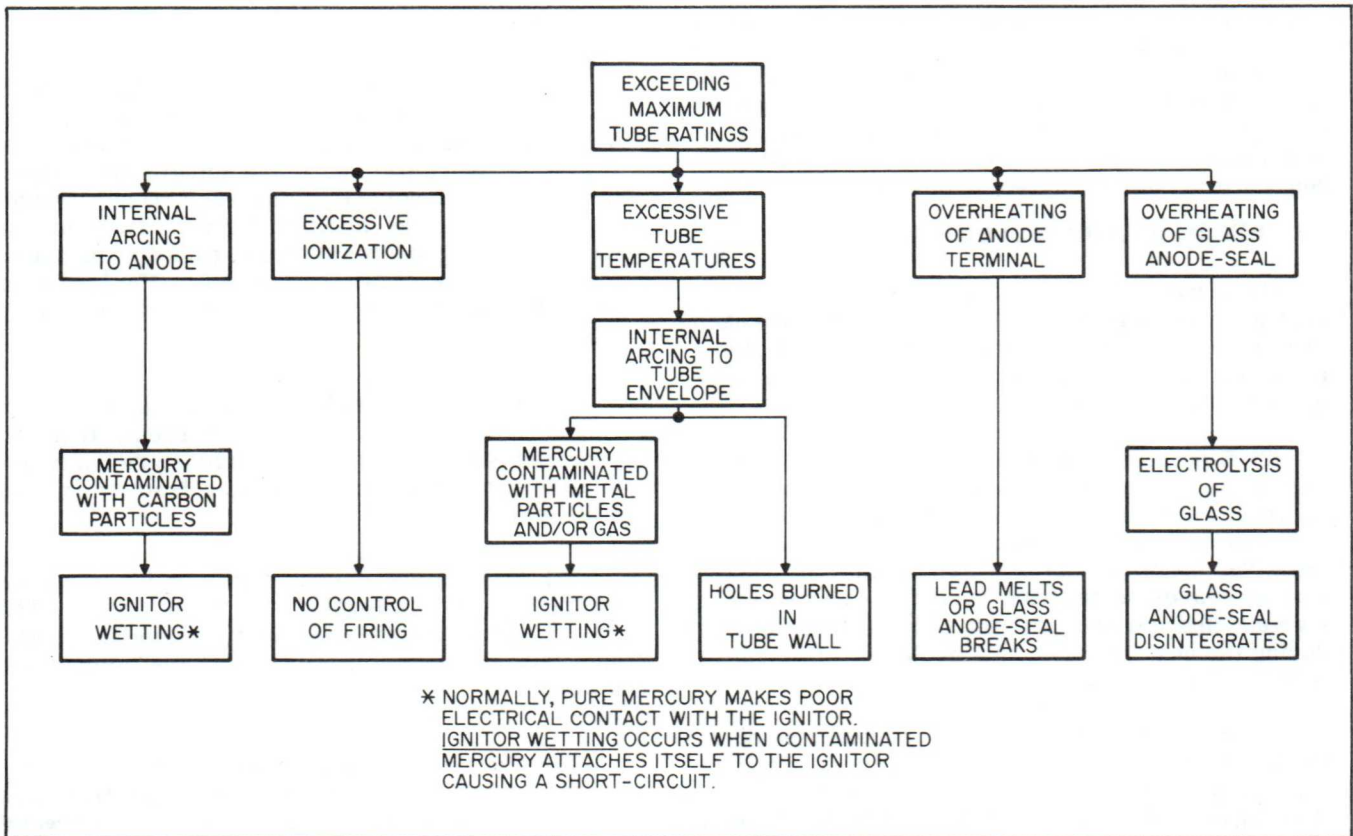 EXCEEDING
MAXIMUM
TUBE RATINGS
INTERNAL
ARCING
TO ANODE
EXCESSIVE
IONIZATION
EXCESSIVE
TUBE
TEMPERATURES
OVERHEATING
OF ANODE
TERMINAL
OVERHEATING
OF GLASS
ANODE-SEAL
INTERNAL
ARCING TO
TUBE
ENVELOPE
MERCURY
CONTAMINATED
WITH CARBON
PARTICLES
MERCURY
CONTAMINATED
WITH METAL
PARTICLES
AND/OR GAS
ELECTROLYSIS
OF
GLASS
IGNITOR
WETTING*
NO CONTROL
OF FIRING
IGNITOR
WETTING*
HOLES BURNED
IN
TUBE WALL
LEAD MELTS
OR GLASS
ANODE-SEAL
BREAKS
GLASS
ANODE-SEAL
DISINTEGRATES
* NORMALLY, PURE MERCURY MAKES POOR
ELECTRICAL CONTACT WITH THE IGNITOR.
IGNITOR WETTING OCCURS WHEN CONTAMINATED
MERCURY ATTACHES ITSELF TO THE IGNITOR
CAUSING A SHORT-CIRCUIT.